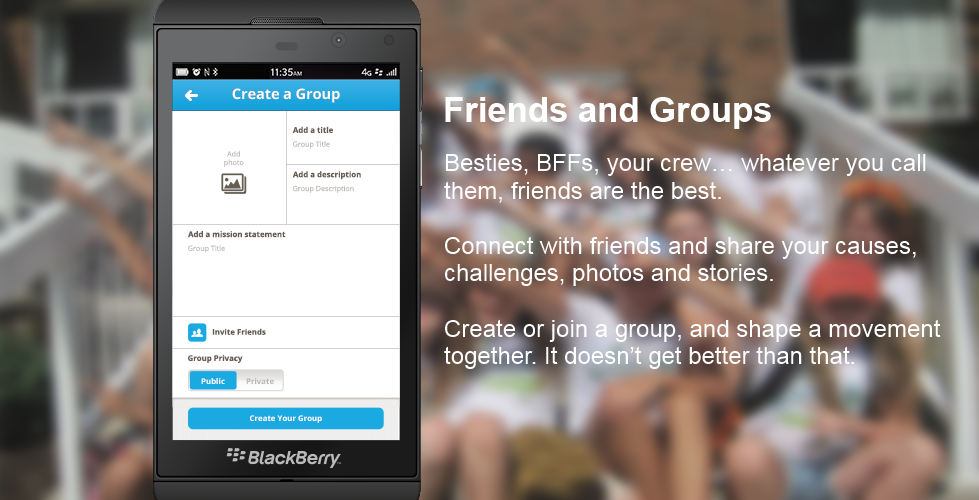 11:35AM
4G
Create a Group
Add a title
Group Title
Add
photo
Add a description
Group Description
Add a mission statement
Group Title
Invite Friends
Group Privacy
Public Private
Create Your Group
BlackBerry
Friends and Groups
Besties, BFFs, your crew… whatever you call
them, friends are the best.
Connect with friends and share your causes,
challenges, photos and stories.
Create or join a group, and shape a movement
together. It doesn’t get better than that.